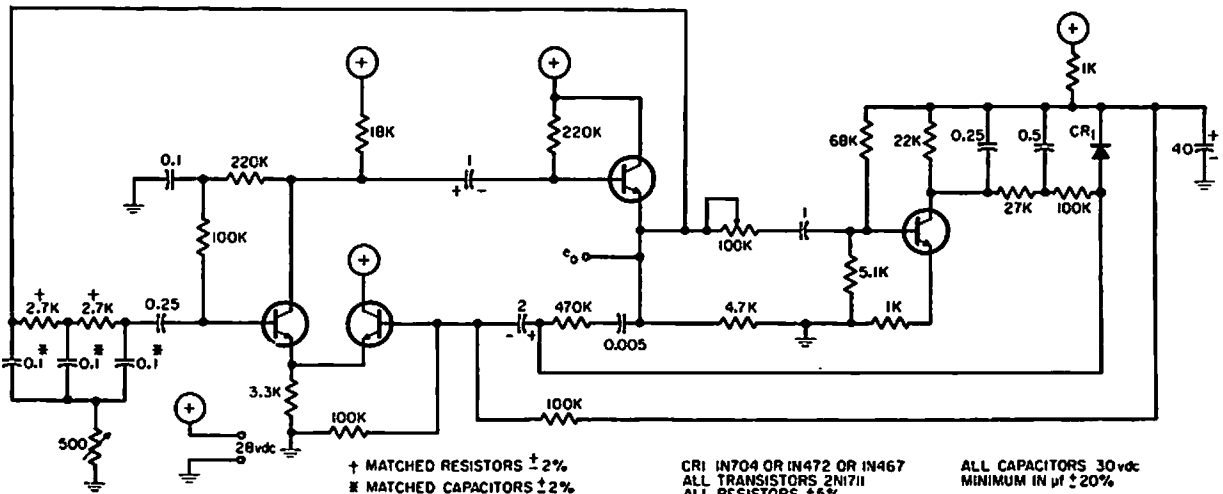 +
1K
+
+
18K
220K
68K
22K
0.25
0.5
CR1
40
+
-
0.1
220K
1
+
-
27K
100K
100K
100K
1
5.1K
eo
+
+
2.7K
+
2.7K
0.25
2
-
+
470K
0.005
4.7K
1K
0.1
*
0.1
*
0.1
*
3.3K
100K
100K
500
+
28vdc
† MATCHED RESISTORS ±2%
* MATCHED CAPACITORS ±2%
CR1 IN704 OR IN472 OR IN467
ALL TRANSISTORS 2N1711
ALL RESISTORS ±5%
ALL CAPACITORS 30vdc
MINIMUM IN µf ±20%